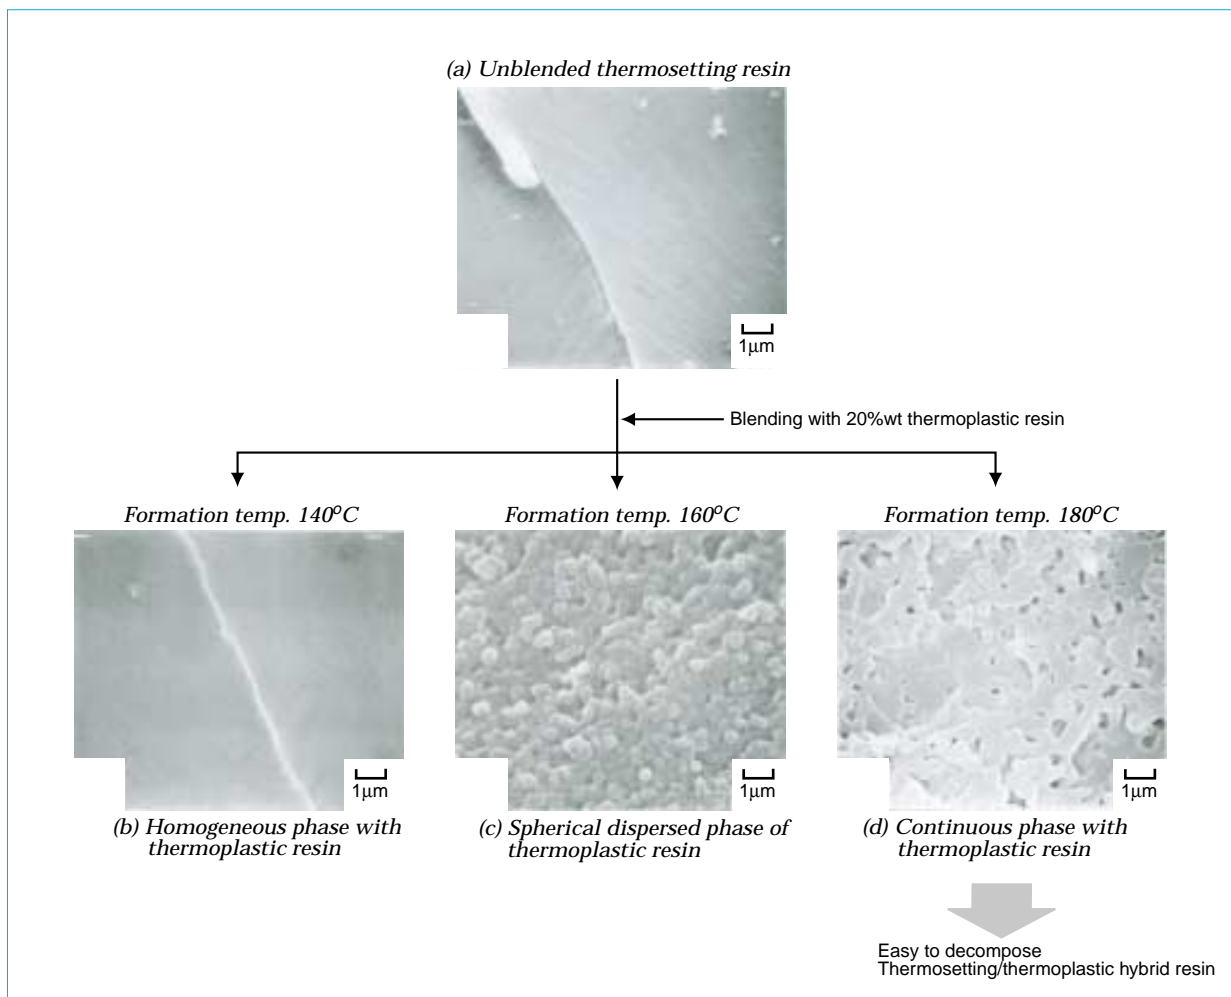 (a) Unblended thermosetting resin
1μm
Blending with 20%wt thermoplastic resin
Formation temp. 140°C
Formation temp. 160°C
Formation temp. 180°C
1μm
1μm
1μm
(b) Homogeneous phase with
thermoplastic resin
(c) Spherical dispersed phase of
thermoplastic resin
(d) Continuous phase with
thermoplastic resin
Easy to decompose
Thermosetting/thermoplastic hybrid resin